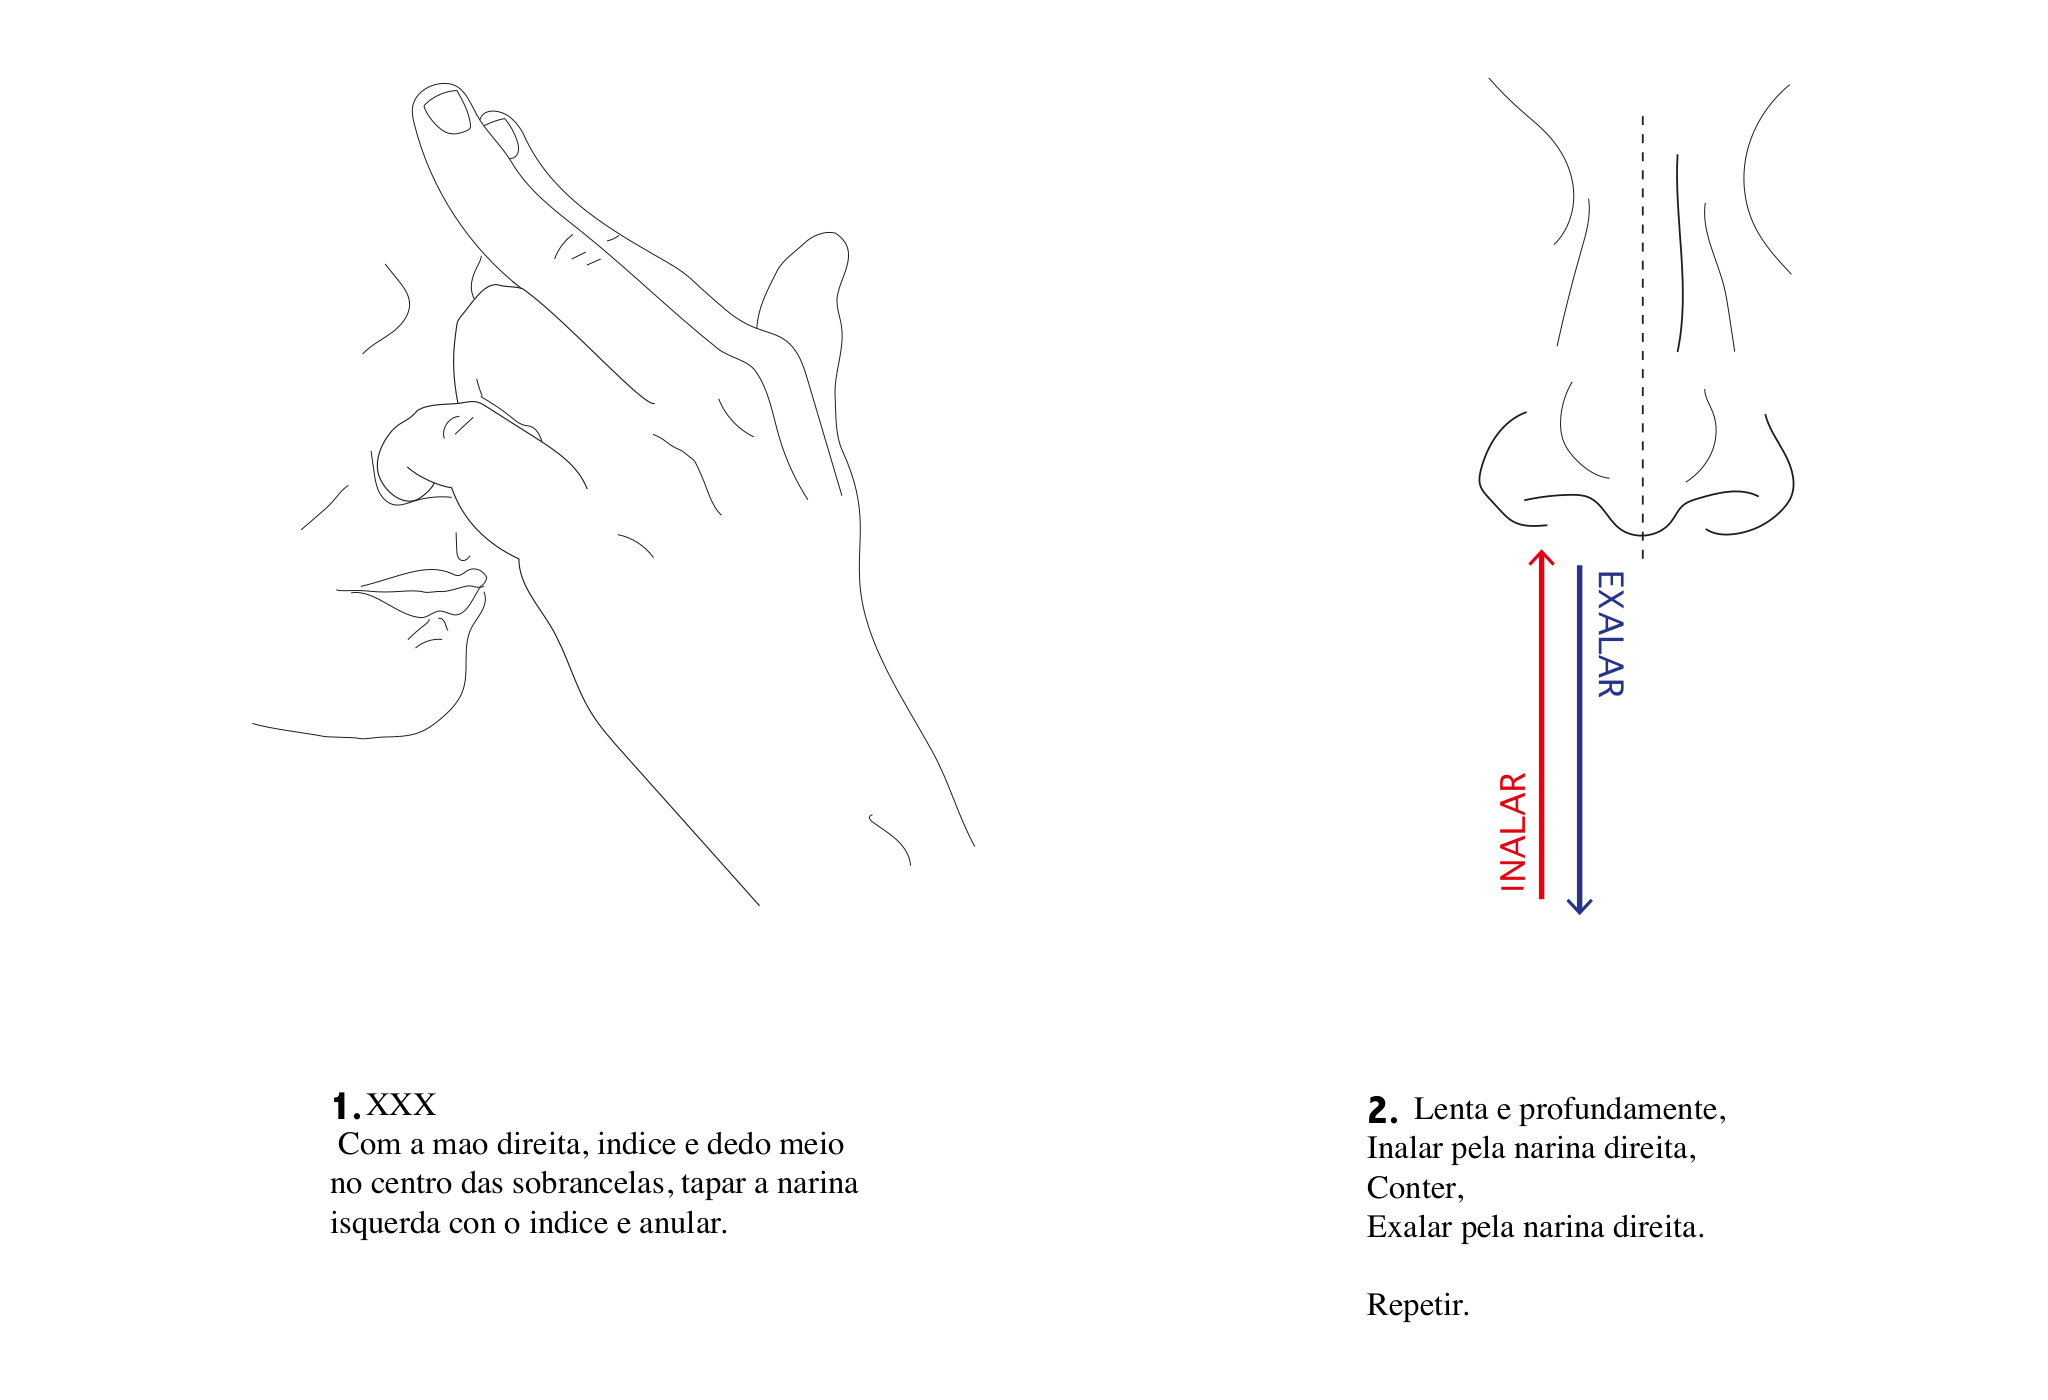 EXALAR
INALAR
1. XXX
Com a mao direita, indice e dedo meio
no centro das sobrancelas, tapar a narina
isquerda con o indice e anular.
2. Lenta e profundamente,
Inalar pela narina direita,
Conter,
Exalar pela narina direita.
Repetir.